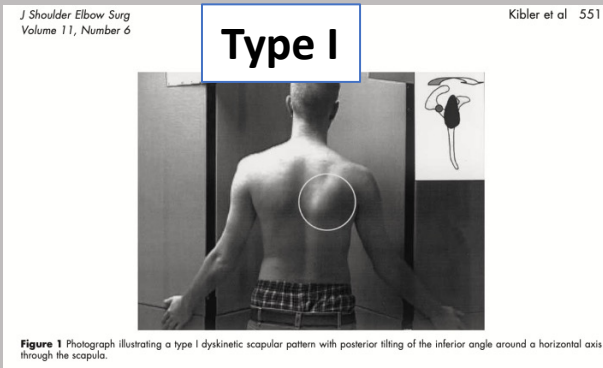 J Shoulder Elbow Surg
Volume 11, Number 6
Kibler et al 551
Type I
Figure 1 Photograph illustrating a type I dyskinetic scapular pattern with posterior tilting of the inferior angle around a horizontal axis
through the scapula.